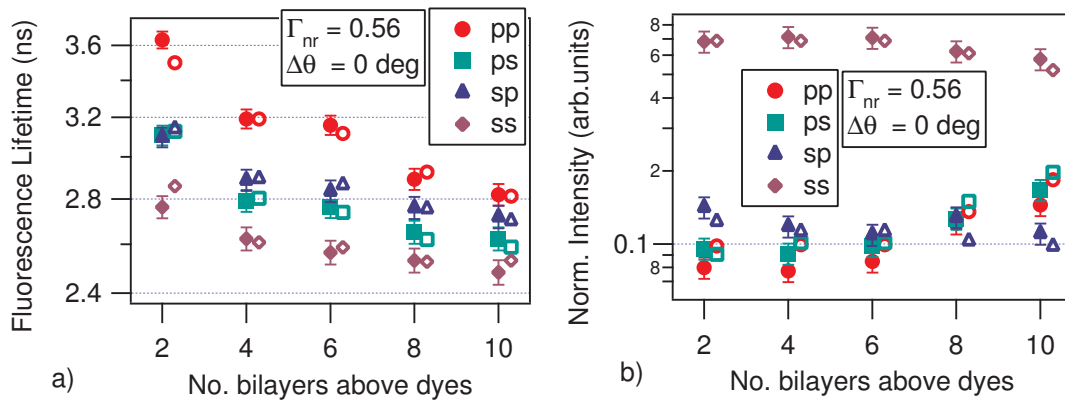 Fluorescence Lifetime (ns)
3.6
3.2
2.8
2.4
Γnr = 0.56
Δθ = 0 deg
pp
ps
sp
ss
2 4 6 8 10
No. bilayers above dyes
a)
Norm. Intensity (arb.units)
8
6
4
2
0.1
8
pp
ps
sp
ss
Γnr = 0.56
Δθ = 0 deg
2 4 6 8 10
No. bilayers above dyes
b)